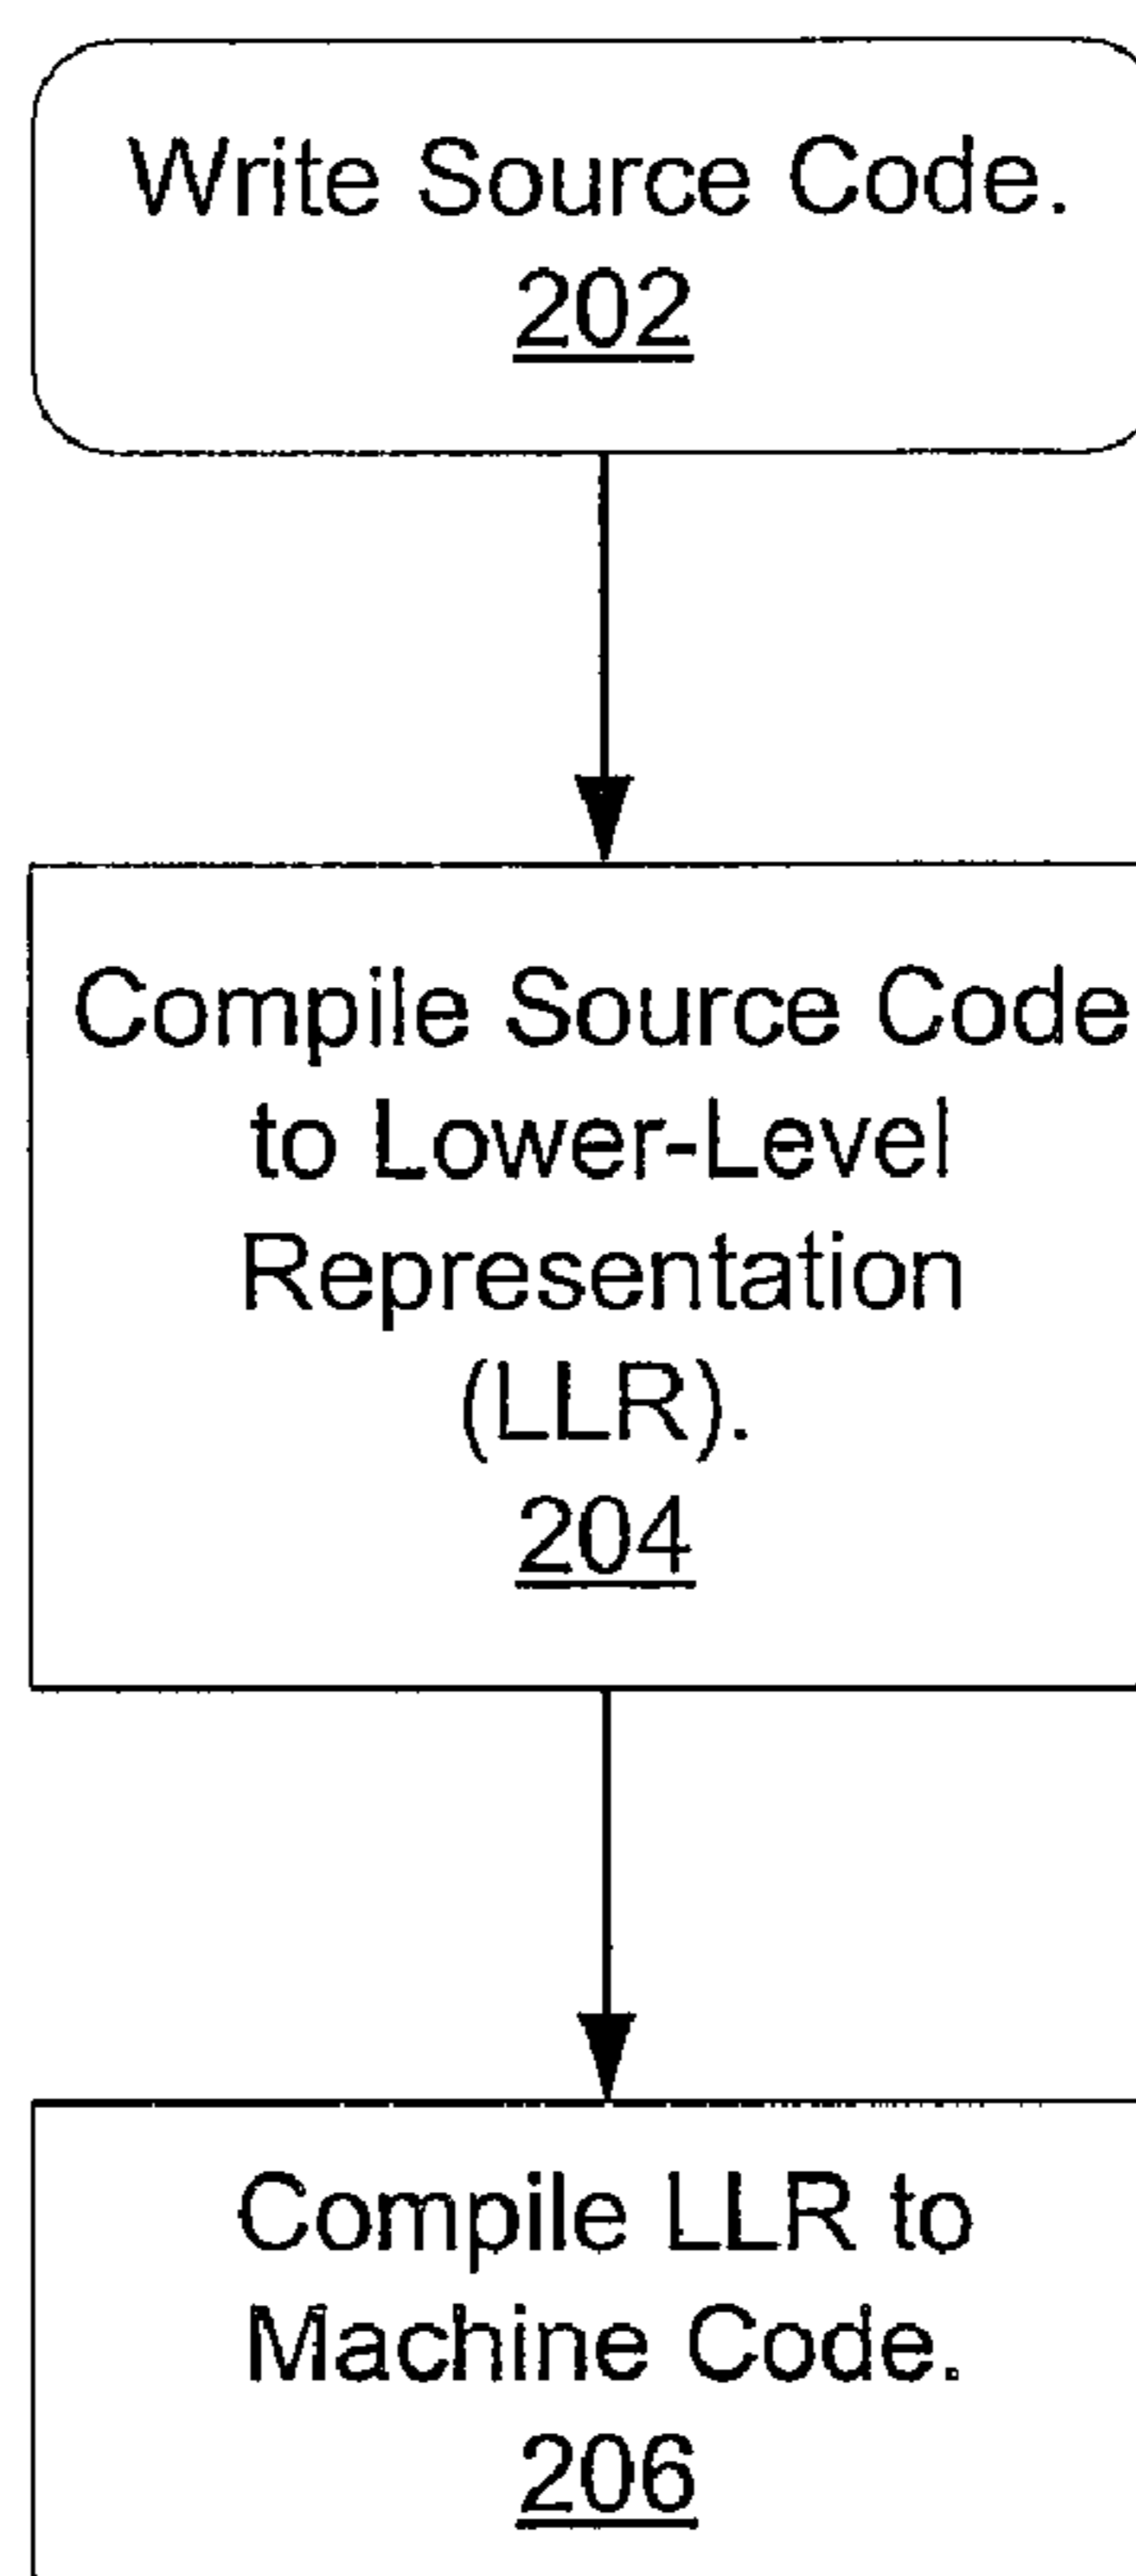 Write Source Code.
202
Compile Source Code
to Lower-Level
Representation
(LLR).
204
Compile LLR to
Machine Code.
206